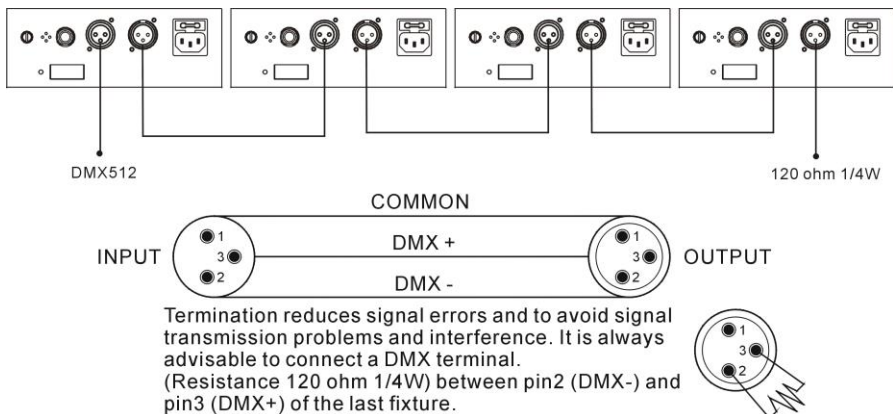 DMX512
120 ohm 1/4W
COMMON
INPUT
1
3
2
DMX +
DMX -
1
3
2
OUTPUT
Termination reduces signal errors and to avoid signal
transmission problems and interference. It is always
advisable to connect a DMX terminal.
(Resistance 120 ohm 1/4W) between pin2 (DMX-) and
pin3 (DMX+) of the last fixture.
1
3
2